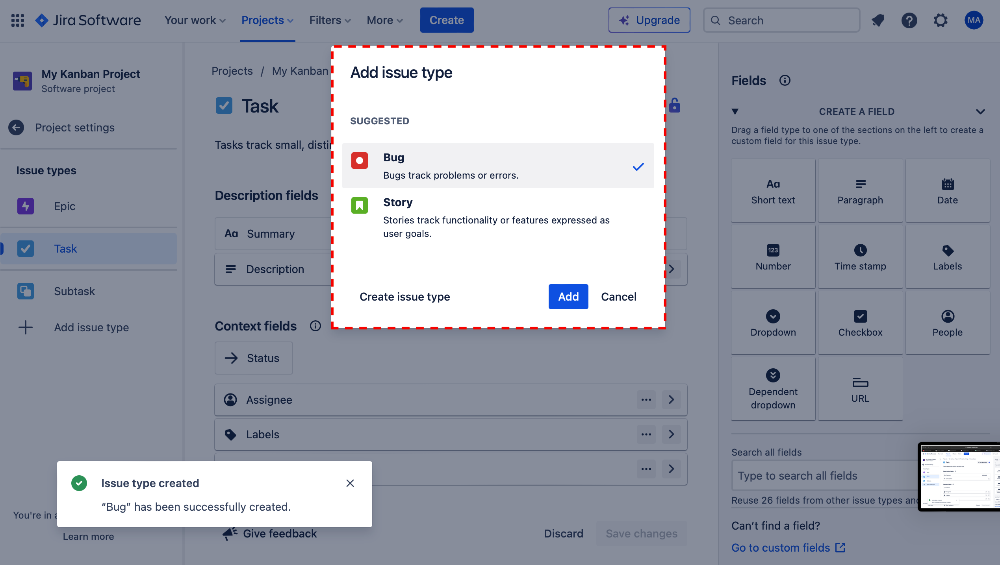 Jira Software
Your work
Projects
Filters
More
Create
Upgrade
Search
MA
My Kanban Project
Software project
Project settings
Issue types
Epic
Task
Subtask
Add issue type
You're in a
Learn more
Projects / My Kanban
Task
Tasks track small, distin
Description fields
Aa Summary
Description
Context fields
Status
Assignee
Labels
Give feedback
Discard
Save changes
Add issue type
SUGGESTED
Bug
Bugs track problems or errors.
Story
Stories track functionality or features expressed as
user goals.
Create issue type
Add
Cancel
Issue type created
“Bug” has been successfully created.
Fields
CREATE A FIELD
Drag a field type to one of the sections on the left to create a
custom field for this issue type.
Aa
Short text
Paragraph
Date
123
Number
Time stamp
Labels
Dropdown
Checkbox
People
Dependent
dropdown
URL
Search all fields
Type to search all fields
Reuse 26 fields from other issue types and
Can’t find a field?
Go to custom fields